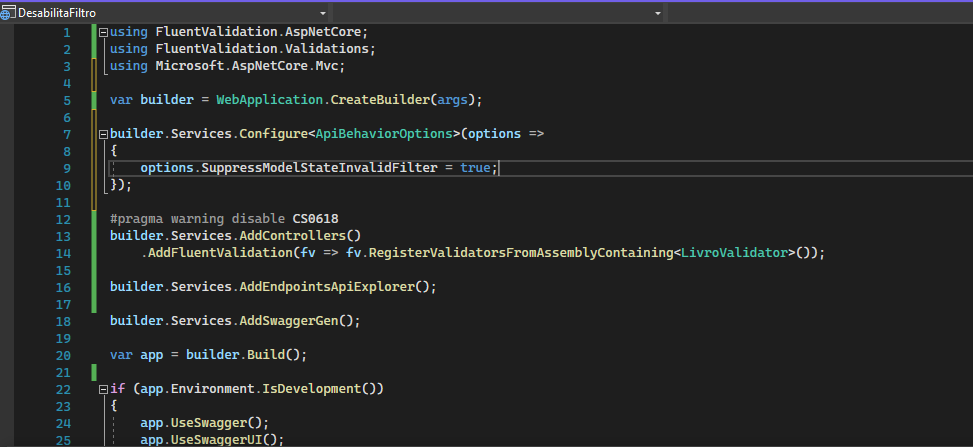 DesabilitaFiltro
1 using FluentValidation.AspNetCore;
2 using FluentValidation.Validations;
3 using Microsoft.AspNetCore.Mvc;
4
5 var builder = WebApplication.CreateBuilder(args);
6
7 builder.Services.Configure<ApiBehaviorOptions>(options =>
8 {
9     options.SuppressModelStateInvalidFilter = true;
10 });
11
12 #pragma warning disable CS0618
13 builder.Services.AddControllers()
14     .AddFluentValidation(fv => fv.RegisterValidatorsFromAssemblyContaining<LivroValidator>());
15
16 builder.Services.AddEndpointsApiExplorer();
17
18 builder.Services.AddSwaggerGen();
19
20 var app = builder.Build();
21
22 if (app.Environment.IsDevelopment())
23 {
24     app.UseSwagger();
25     app.UseSwaggerUI();